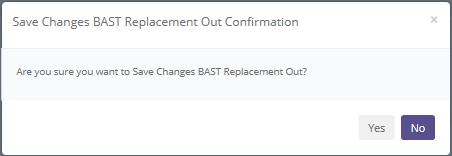 Save Changes BAST Replacement Out Confirmation ×
Are you sure you want to Save Changes BAST Replacement Out?
Yes No